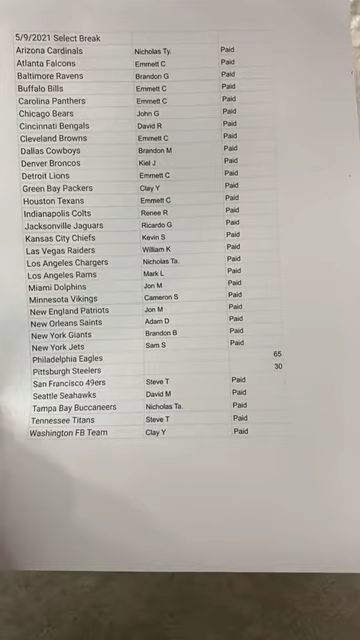 5/9/2021 Select Break
Arizona Cardinals Nicholas Ty. Paid
Atlanta Falcons Emmett C Paid
Baltimore Ravens Brandon G Paid
Buffalo Bills Emmett C Paid
Carolina Panthers Emmett C Paid
Chicago Bears John G Paid
Cincinnati Bengals David R Paid
Cleveland Browns Emmett C Paid
Dallas Cowboys Brandon M Paid
Denver Broncos Kiel J Paid
Detroit Lions Emmett C Paid
Green Bay Packers Clay Y Paid
Houston Texans Emmett C Paid
Indianapolis Colts Renee R Paid
Jacksonville Jaguars Ricardo G Paid
Kansas City Chiefs Kevin S Paid
Las Vegas Raiders William K Paid
Los Angeles Chargers Nicholas Ta. Paid
Los Angeles Rams Mark L Paid
Miami Dolphins Jon M Paid
Minnesota Vikings Cameron S Paid
New England Patriots Jon M Paid
New Orleans Saints Adam D Paid
New York Giants Brandon B Paid
New York Jets Sam S Paid
Philadelphia Eagles 65
Pittsburgh Steelers 30
San Francisco 49ers Steve T Paid
Seattle Seahawks David M Paid
Tampa Bay Buccaneers Nicholas Ta. Paid
Tennessee Titans Steve T Paid
Washington FB Team Clay Y Paid